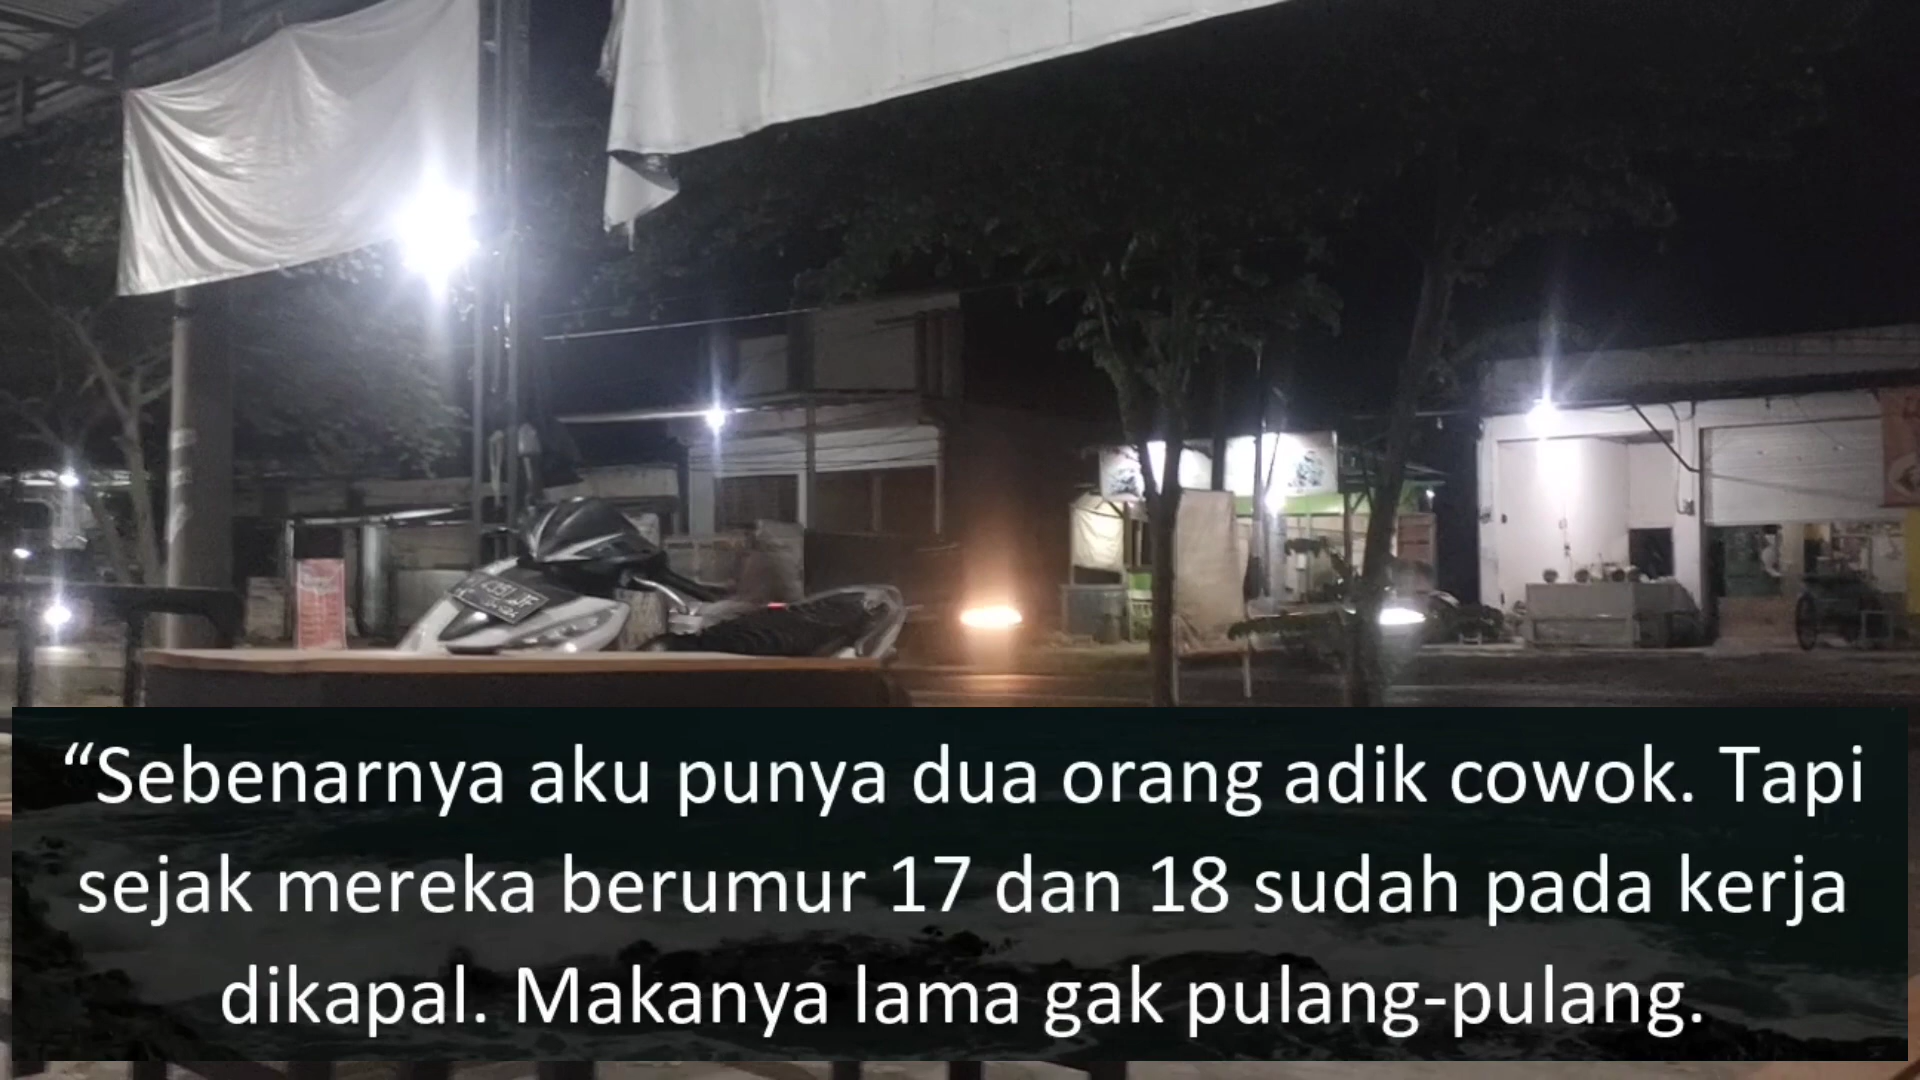 “Sebenarnya aku punya dua orang adik cowok. Tapi
sejak mereka berumur 17 dan 18 sudah pada kerja
dikapal. Makanya lama gak pulang-pulang.